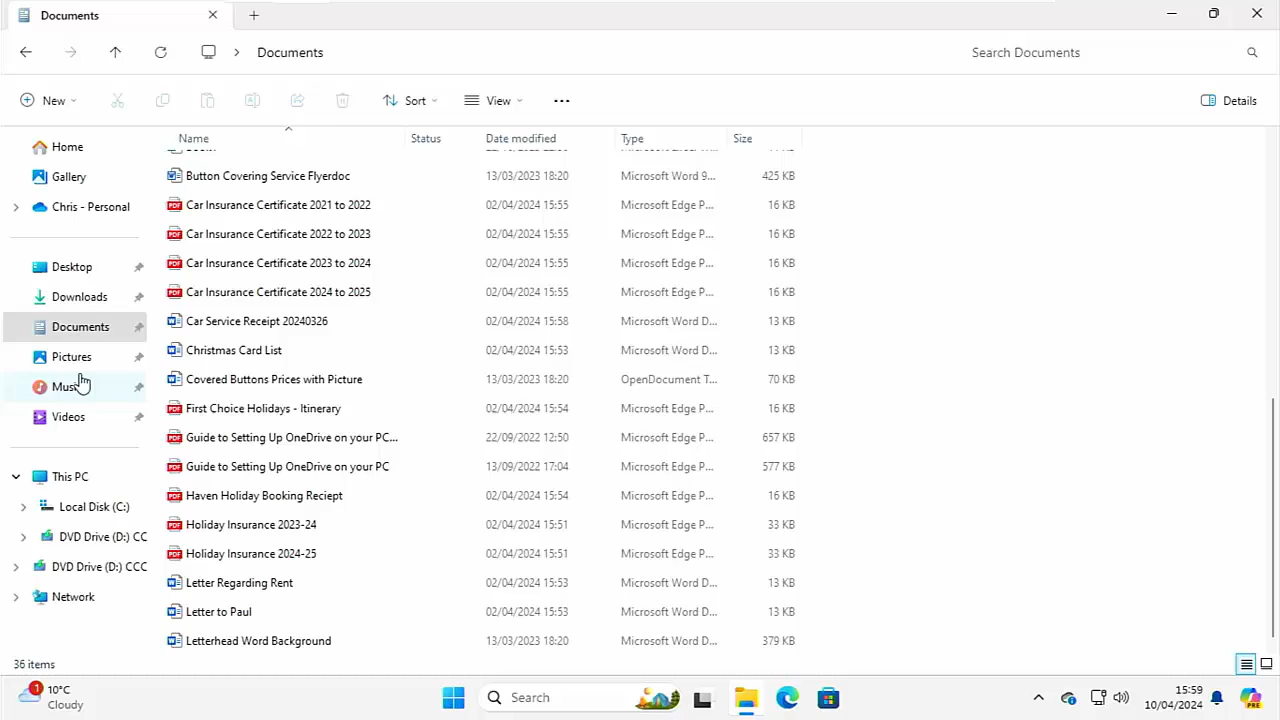 Documents
Documents
Search Documents
New
Sort
View
Details
Name
Status
Date modified
Type
Size
Home
Gallery
Chris - Personal
Desktop
Downloads
Documents
Pictures
Music
Videos
This PC
Local Disk (C:)
DVD Drive (D:) CC
DVD Drive (D:) CCC
Network
Button Covering Service Flyerdoc 13/03/2023 18:20 Microsoft Word 9... 425 KB
Car Insurance Certificate 2021 to 2022 02/04/2024 15:55 Microsoft Edge P... 16 KB
Car Insurance Certificate 2022 to 2023 02/04/2024 15:55 Microsoft Edge P... 16 KB
Car Insurance Certificate 2023 to 2024 02/04/2024 15:55 Microsoft Edge P... 16 KB
Car Insurance Certificate 2024 to 2025 02/04/2024 15:55 Microsoft Edge P... 16 KB
Car Service Receipt 20240326 02/04/2024 15:58 Microsoft Word D... 13 KB
Christmas Card List 02/04/2024 15:53 Microsoft Word D... 13 KB
Covered Buttons Prices with Picture 13/03/2023 18:20 OpenDocument T... 70 KB
First Choice Holidays - Itinerary 02/04/2024 15:54 Microsoft Edge P... 16 KB
Guide to Setting Up OneDrive on your PC... 22/09/2022 12:50 Microsoft Edge P... 657 KB
Guide to Setting Up OneDrive on your PC 13/09/2022 17:04 Microsoft Edge P... 577 KB
Haven Holiday Booking Reciept 02/04/2024 15:54 Microsoft Edge P... 16 KB
Holiday Insurance 2023-24 02/04/2024 15:51 Microsoft Edge P... 33 KB
Holiday Insurance 2024-25 02/04/2024 15:51 Microsoft Edge P... 33 KB
Letter Regarding Rent 02/04/2024 15:53 Microsoft Word D... 13 KB
Letter to Paul 02/04/2024 15:53 Microsoft Word D... 13 KB
Letterhead Word Background 13/03/2023 18:20 Microsoft Word D... 379 KB
36 items
1
10°C
Cloudy
Search
15:59
10/04/2024
PRE